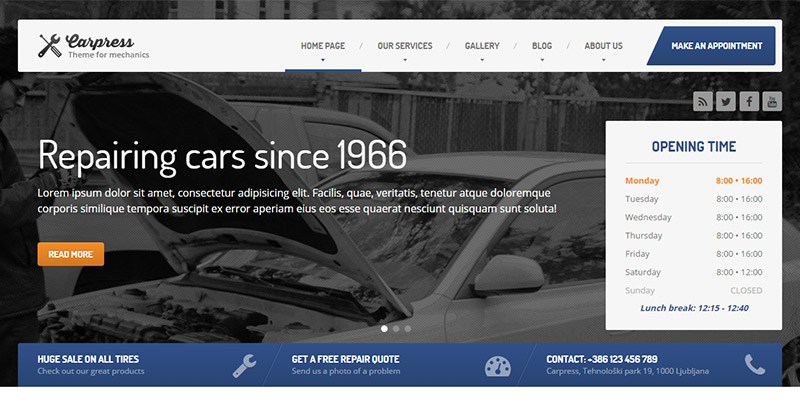 Carpress
Theme for mechanics
HOME PAGE / OUR SERVICES / GALLERY / BLOG / ABOUT US
MAKE AN APPOINTMENT
You Tube
Repairing cars since 1966
Lorem ipsum dolor sit amet, consectetur adipisicing elit. Facilis, quae, veritatis, tenetur atque doloremque
corporis similique tempora suscipit ex error aperiam eius eos esse quaerat nesciunt quisquam sunt soluta!
READ MORE
OPENING TIME
Monday 8:00 • 16:00
Tuesday 8:00 • 16:00
Wednesday 8:00 • 16:00
Thursday 8:00 • 16:00
Friday 8:00 • 16:00
Saturday 8:00 • 12:00
Sunday CLOSED
Lunch break: 12:15 - 12:40
HUGE SALE ON ALL TIRES
Check out our great products
GET A FREE REPAIR QUOTE
Send us a photo of a problem
CONTACT: +386 123 456 789
Carpress, Tehnološki park 19, 1000 Ljubljana